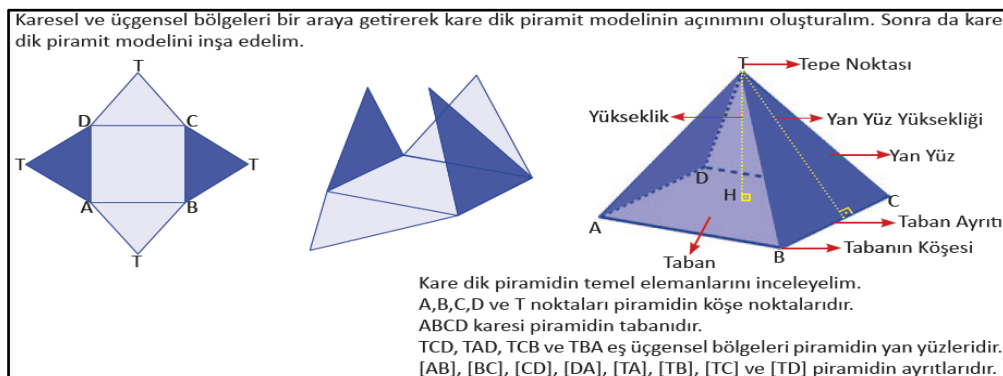 Karesel ve üçgensel bölgeleri bir araya getirerek kare dik piramit modelinin açınımını oluşturalım. Sonra da kare
dik piramit modelini inşa edelim.
T
D
C
T
T
A
B
T
T
Tepe Noktası
Yükseklik
Yan Yüz Yüksekliği
Yan Yüz
D
H
C
A
Taban Ayrıtı
B
Tabanın Köşesi
Taban
Kare dik piramidin temel elemanlarını inceleyelim.
A,B,C,D ve T noktaları piramidin köşe noktalarıdır.
ABCD karesi piramidin tabanıdır.
TCD, TAD, TCB ve TBA eş üçgensel bölgeleri piramidin yan yüzleridir.
[AB], [BC], [CD], [DA], [TA], [TB], [TC] ve [TD] piramidin ayrıtlarıdır.